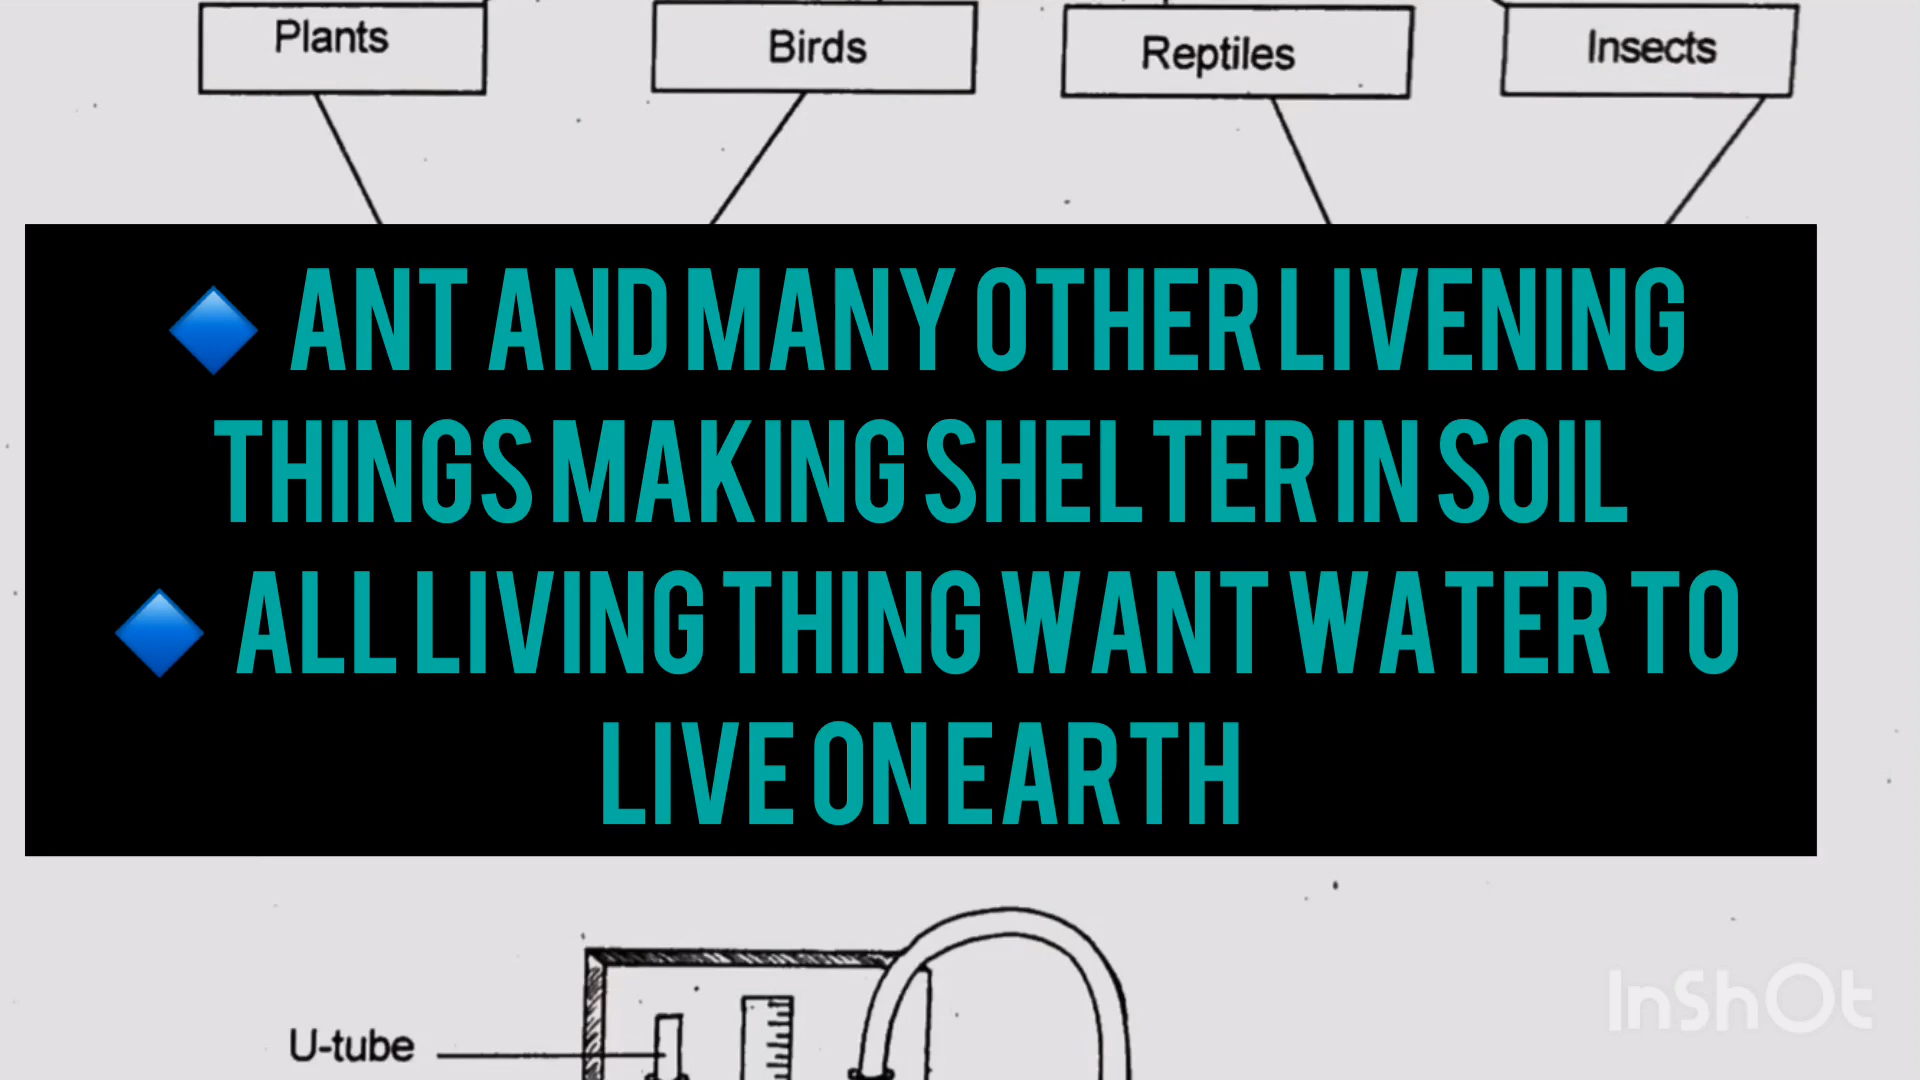 Plants Birds Reptiles Insects
🔷 ANT AND MANY OTHER LIVENING
THINGS MAKING SHELTER IN SOIL
🔷 ALL LIVING THING WANT WATER TO
LIVE ON EARTH
U-tube
InShOt